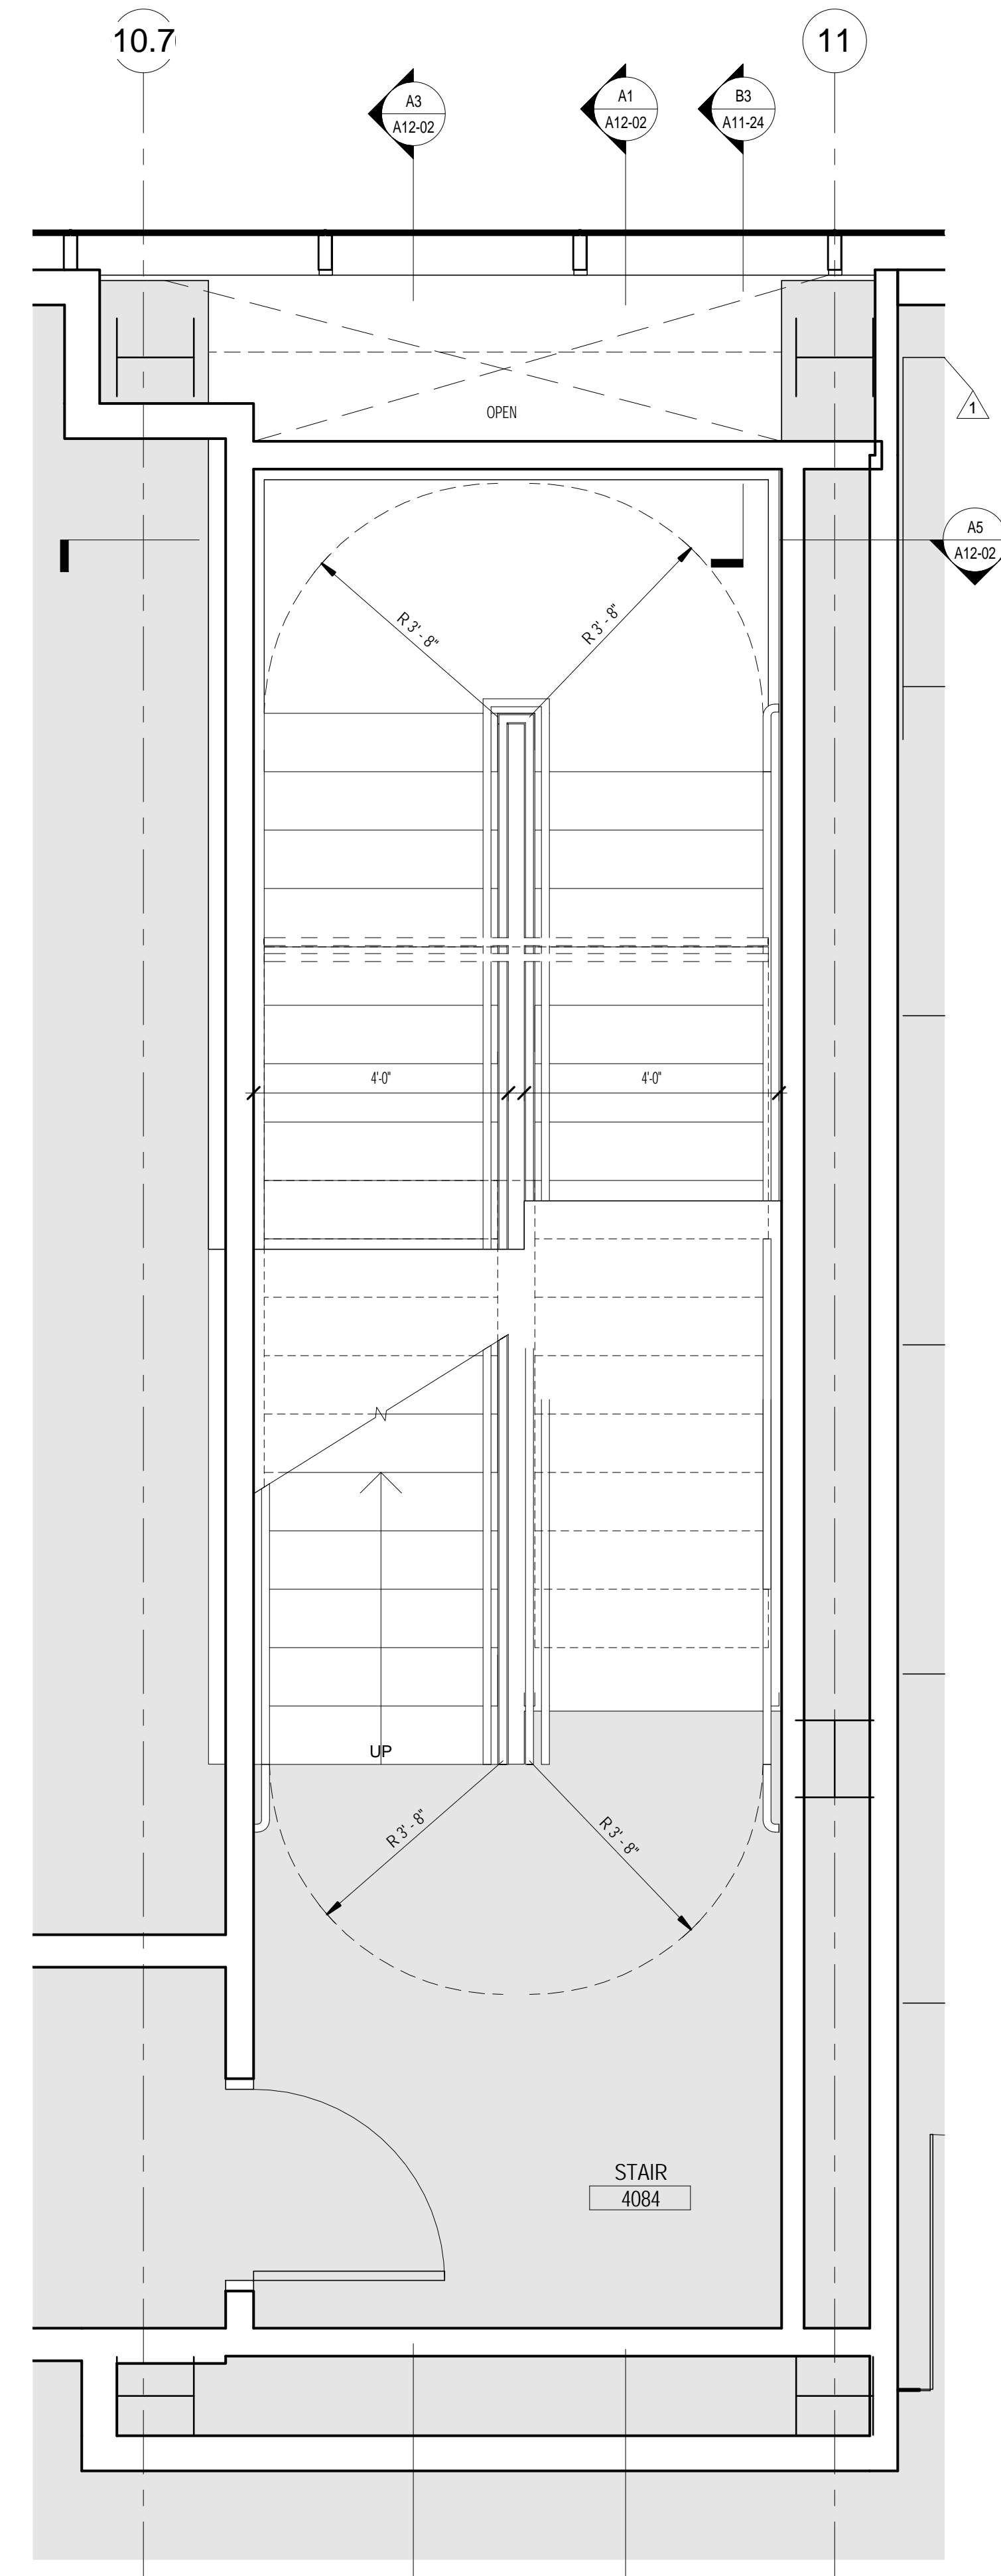 10.7
11
A3
A12-02
A1
A12-02
B3
A11-24
OPEN
1
A5
A12-02
R 3' - 8"
R 3' - 8"
4'-0"
4'-0"
UP
R 3' - 8"
R 3' - 8"
STAIR
4084